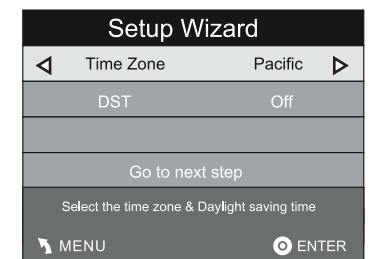 Setup Wizard
Time Zone Pacific
DST Off
Go to next step
Select the time zone & Daylight saving time
MENU ENTER